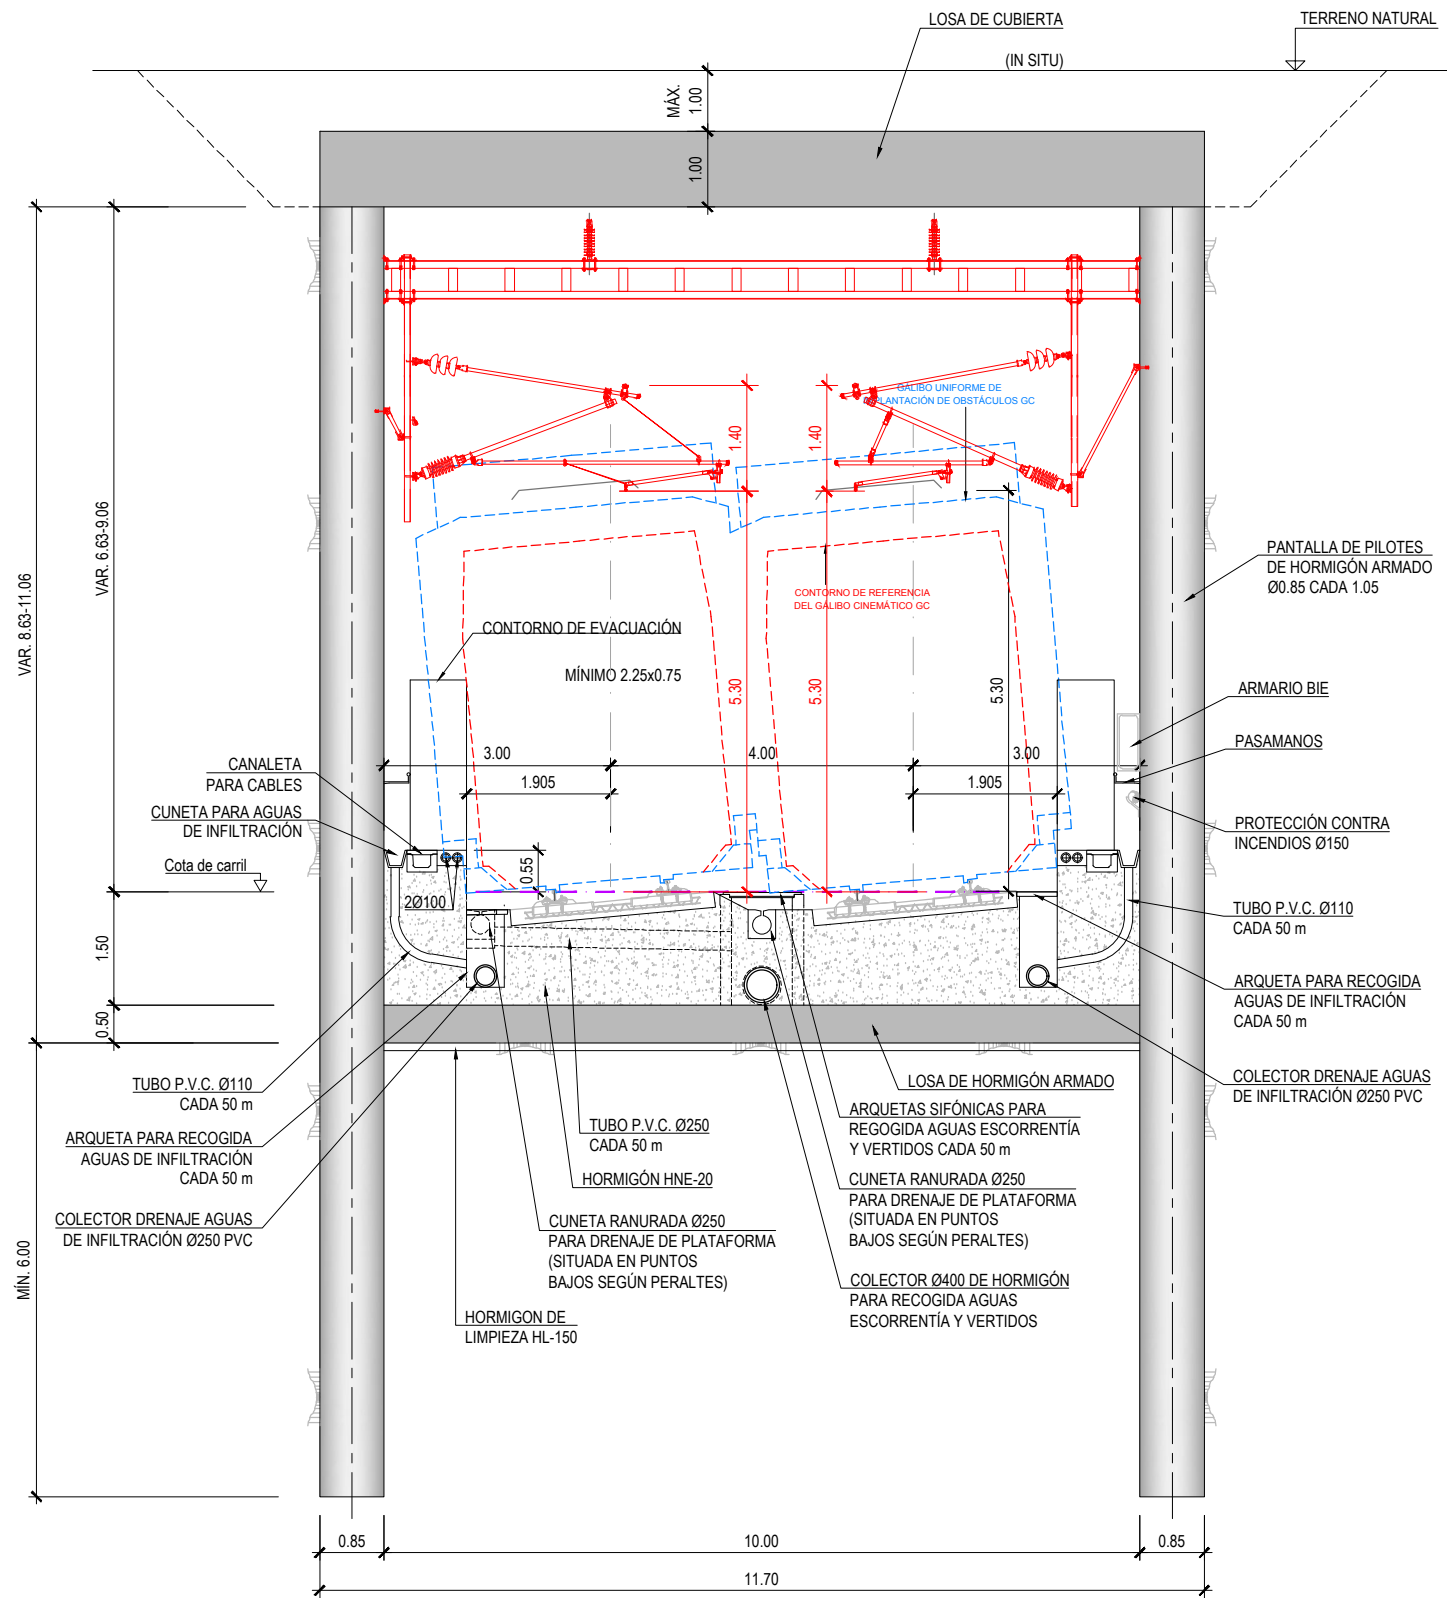 LOSA DE CUBIERTA
TERRENO NATURAL
(IN SITU)
MÁX.
1.00
1.00
VAR. 8.63-11.06
VAR. 6.63-9.06
1.40
1.40
GÁLIBO UNIFORME DE
PLANTACIÓN DE OBSTÁCULOS GC
PANTALLA DE PILOTES
DE HORMIGÓN ARMADO
Ø0.85 CADA 1.05
CONTORNO DE REFERENCIA
DEL GÁLIBO CINEMÁTICO GC
CONTORNO DE EVACUACIÓN
MÍNIMO 2.25x0.75
5.30
5.30
5.30
ARMARIO BIE
PASAMANOS
3.00
4.00
3.00
1.905
1.905
CANALETA
PARA CABLES
CUNETA PARA AGUAS
DE INFILTRACIÓN
Cota de carril
0.55
2Ø100
PROTECCIÓN CONTRA
INCENDIOS Ø150
TUBO P.V.C. Ø110
CADA 50 m
1.50
0.50
ARQUETA PARA RECOGIDA
AGUAS DE INFILTRACIÓN
CADA 50 m
COLECTOR DRENAJE AGUAS
DE INFILTRACIÓN Ø250 PVC
TUBO P.V.C. Ø110
CADA 50 m
ARQUETA PARA RECOGIDA
AGUAS DE INFILTRACIÓN
CADA 50 m
COLECTOR DRENAJE AGUAS
DE INFILTRACIÓN Ø250 PVC
TUBO P.V.C. Ø250
CADA 50 m
HORMIGÓN HNE-20
CUNETA RANURADA Ø250
PARA DRENAJE DE PLATAFORMA
(SITUADA EN PUNTOS
BAJOS SEGÚN PERALTES)
HORMIGON DE
LIMPIEZA HL-150
LOSA DE HORMIGÓN ARMADO
ARQUETAS SIFÓNICAS PARA
REGOGIDA AGUAS ESCORRENTÍA
Y VERTIDOS CADA 50 m
CUNETA RANURADA Ø250
PARA DRENAJE DE PLATAFORMA
(SITUADA EN PUNTOS
BAJOS SEGÚN PERALTES)
COLECTOR Ø400 DE HORMIGÓN
PARA RECOGIDA AGUAS
ESCORRENTÍA Y VERTIDOS
MÍN. 6.00
0.85
10.00
0.85
11.70